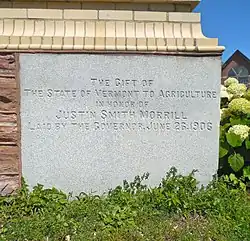 THE GIFT OF
THE STATE OF VERMONT TO AGRICULTURE
IN HONOR OF
JUSTIN SMITH MORRILL
LAID BY THE GOVERNOR, JUNE 26, 1906